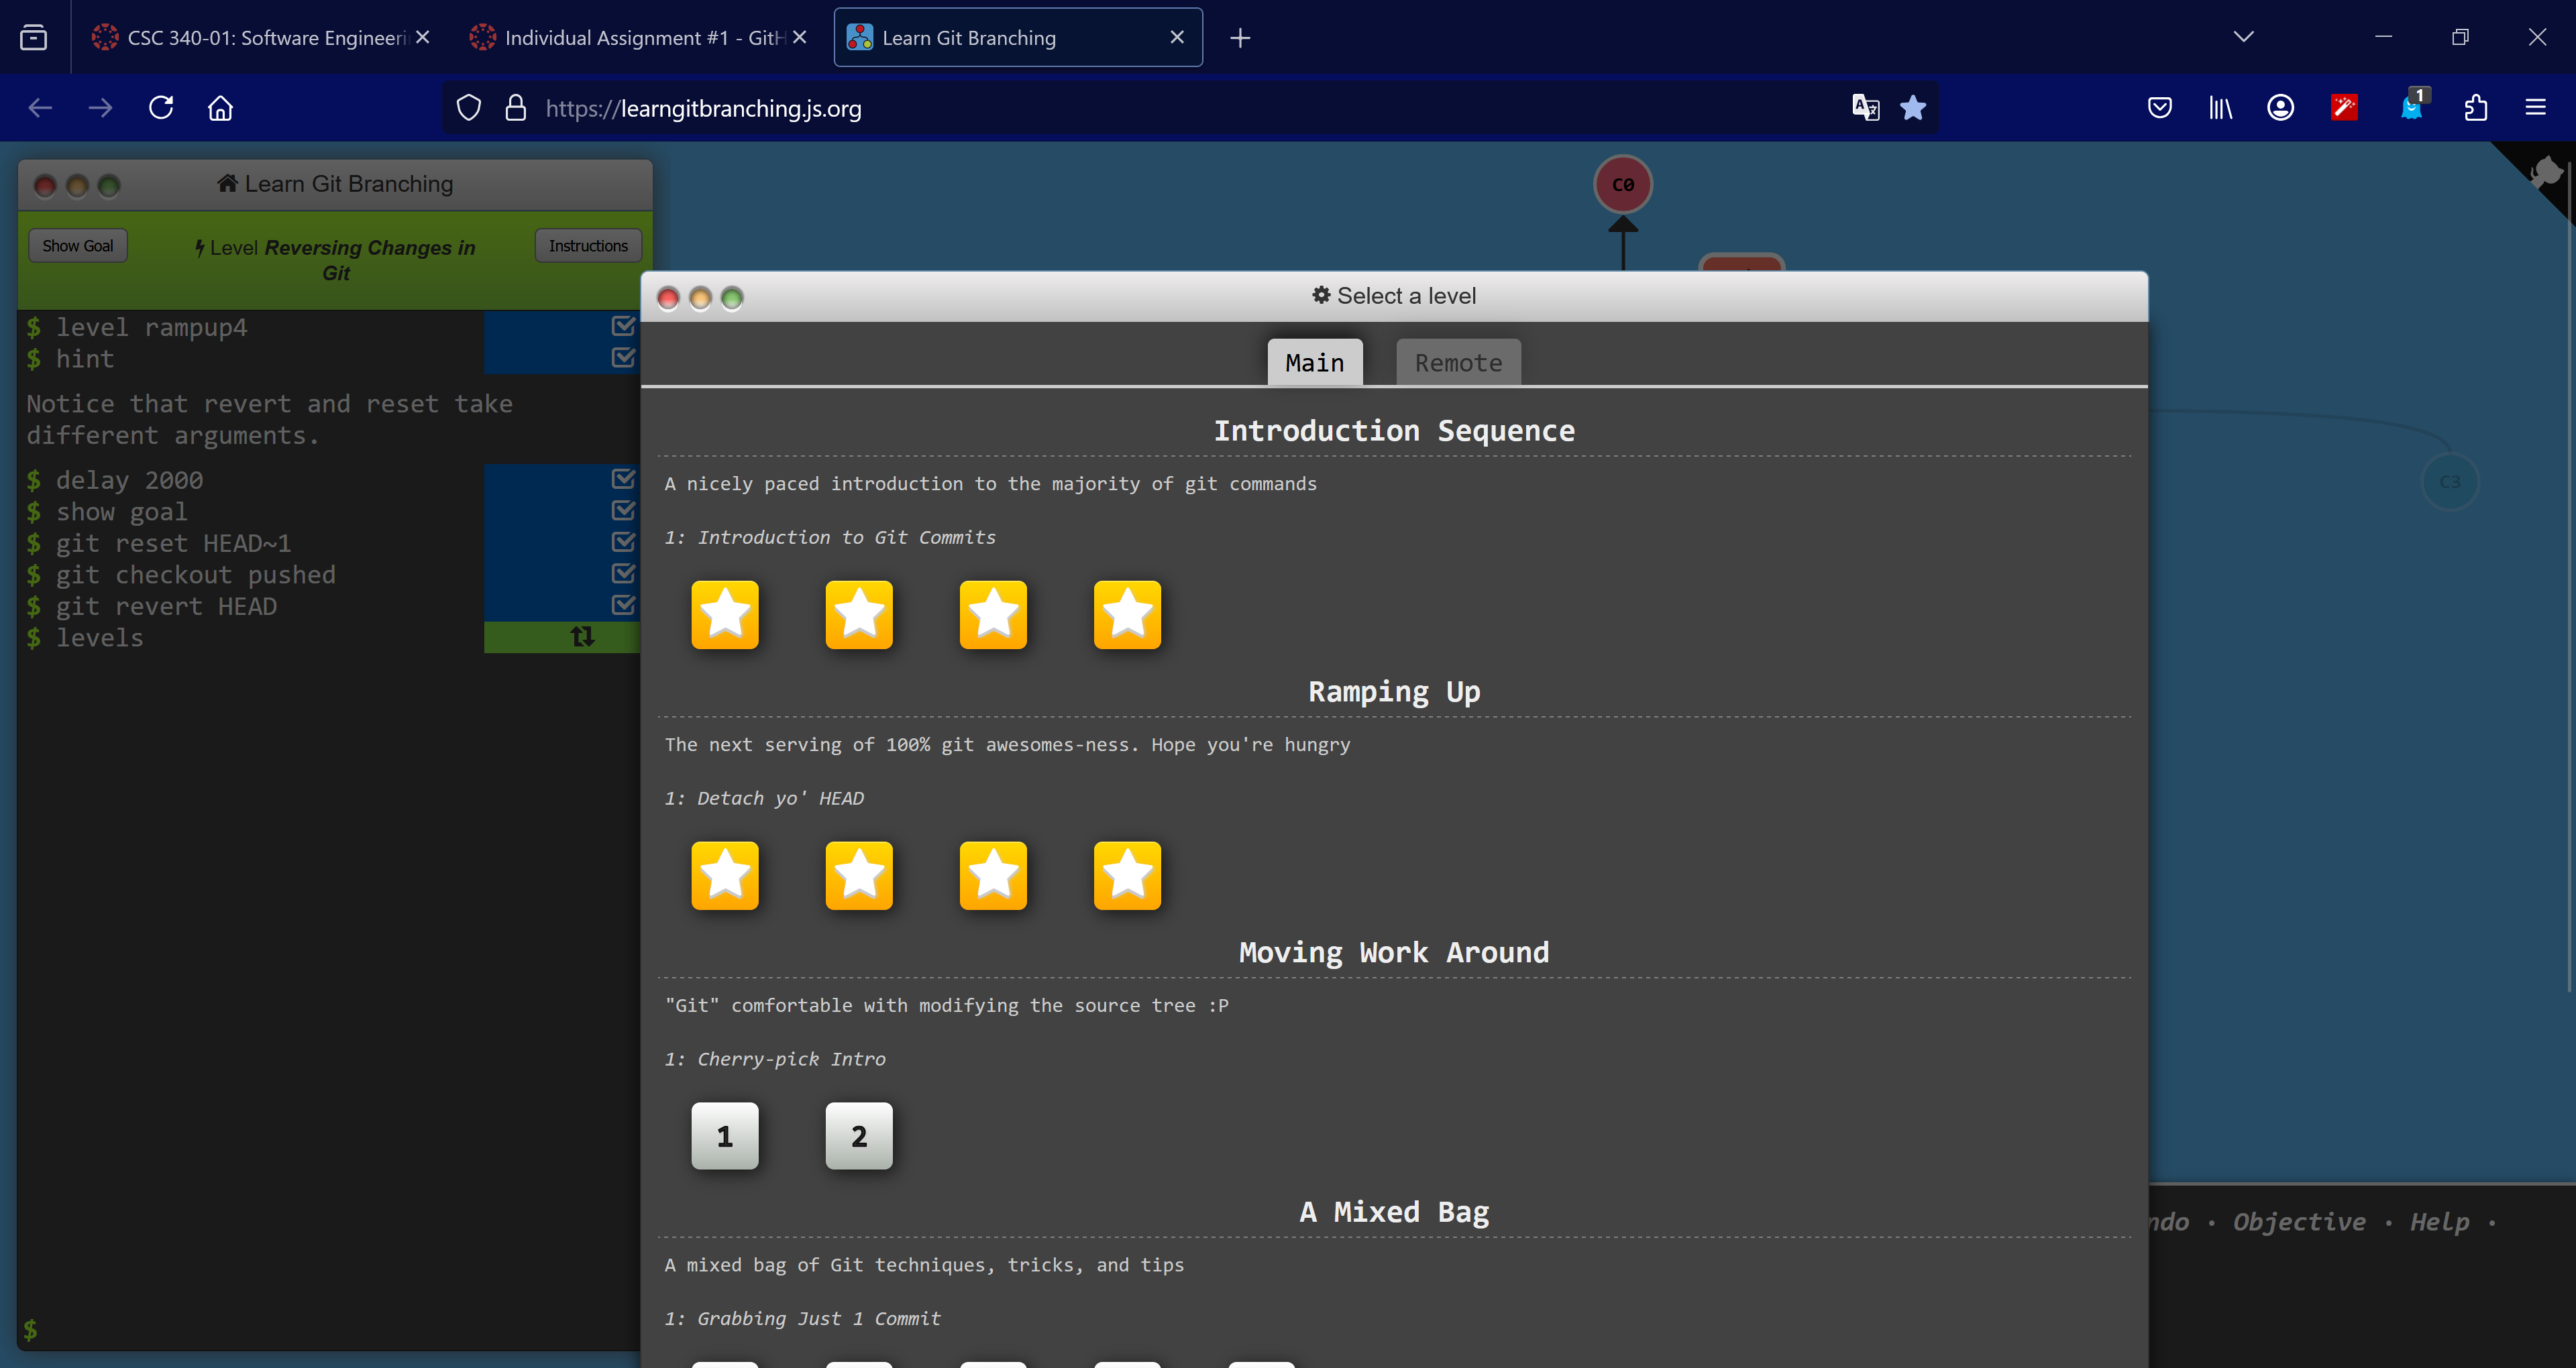 CSC 340-01: Software Engineeri
Individual Assignment #1 - GitH
Learn Git Branching
https://learngitbranching.js.org
1
Learn Git Branching
Show Goal
Level Reversing Changes in
Git
Instructions
$ level rampup4
$ hint
Notice that revert and reset take
different arguments.
$ delay 2000
$ show goal
$ git reset HEAD~1
$ git checkout pushed
$ git revert HEAD
$ levels
$
C0
C3
Select a level
Main
Remote
Introduction Sequence
A nicely paced introduction to the majority of git commands
1: Introduction to Git Commits
Ramping Up
The next serving of 100% git awesomes-ness. Hope you're hungry
1: Detach yo' HEAD
Moving Work Around
"Git" comfortable with modifying the source tree :P
1: Cherry-pick Intro
1
2
A Mixed Bag
A mixed bag of Git techniques, tricks, and tips
1: Grabbing Just 1 Commit
ndo · Objective · Help ·